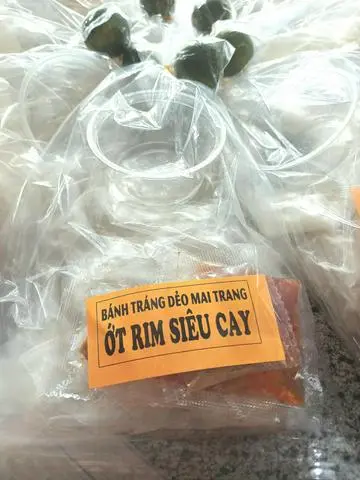 BÁNH TRÁNG DẺO MAI TRANG
ỚT RIM SIÊU CAY